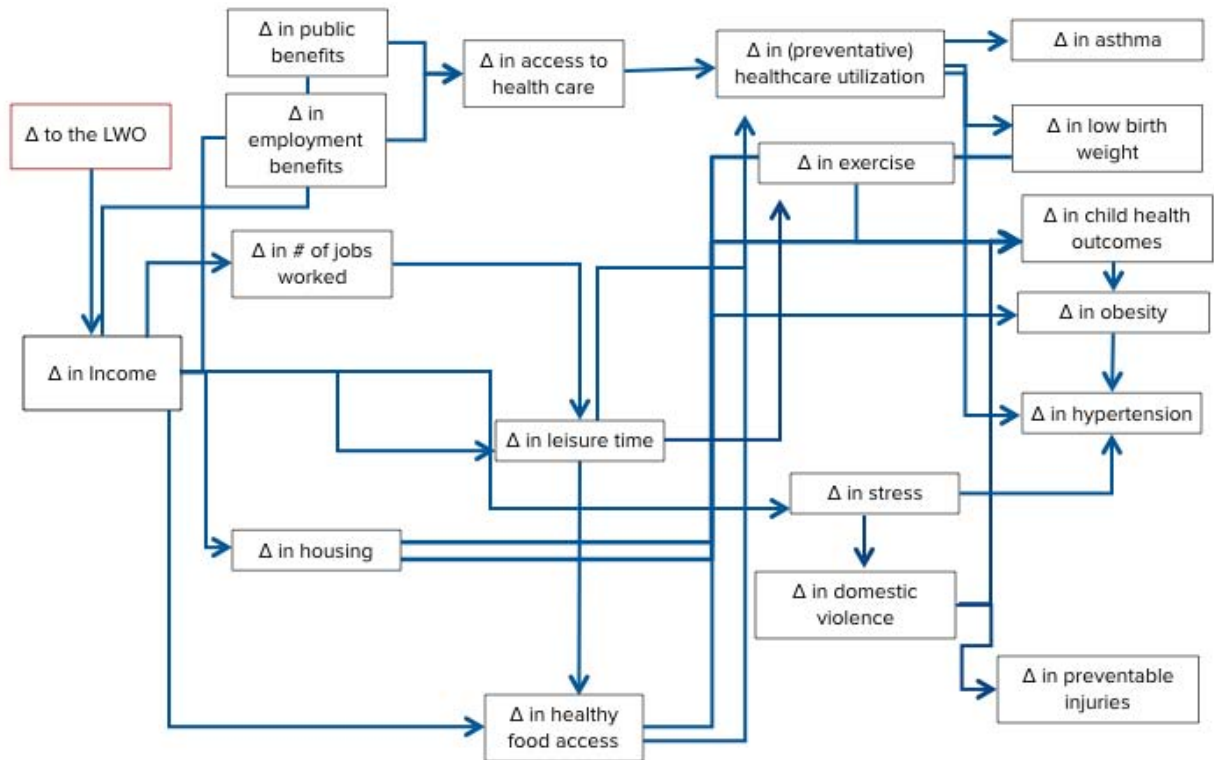 Δ in public
benefits
Δ in access to
health care
Δ in (preventative)
healthcare utilization
Δ in asthma
Δ to the LWO
Δ in
employment
benefits
Δ in low birth
weight
Δ in exercise
Δ in child health
outcomes
Δ in # of jobs
worked
Δ in obesity
Δ in Income
Δ in hypertension
Δ in leisure time
Δ in stress
Δ in housing
Δ in domestic
violence
Δ in preventable
injuries
Δ in healthy
food access